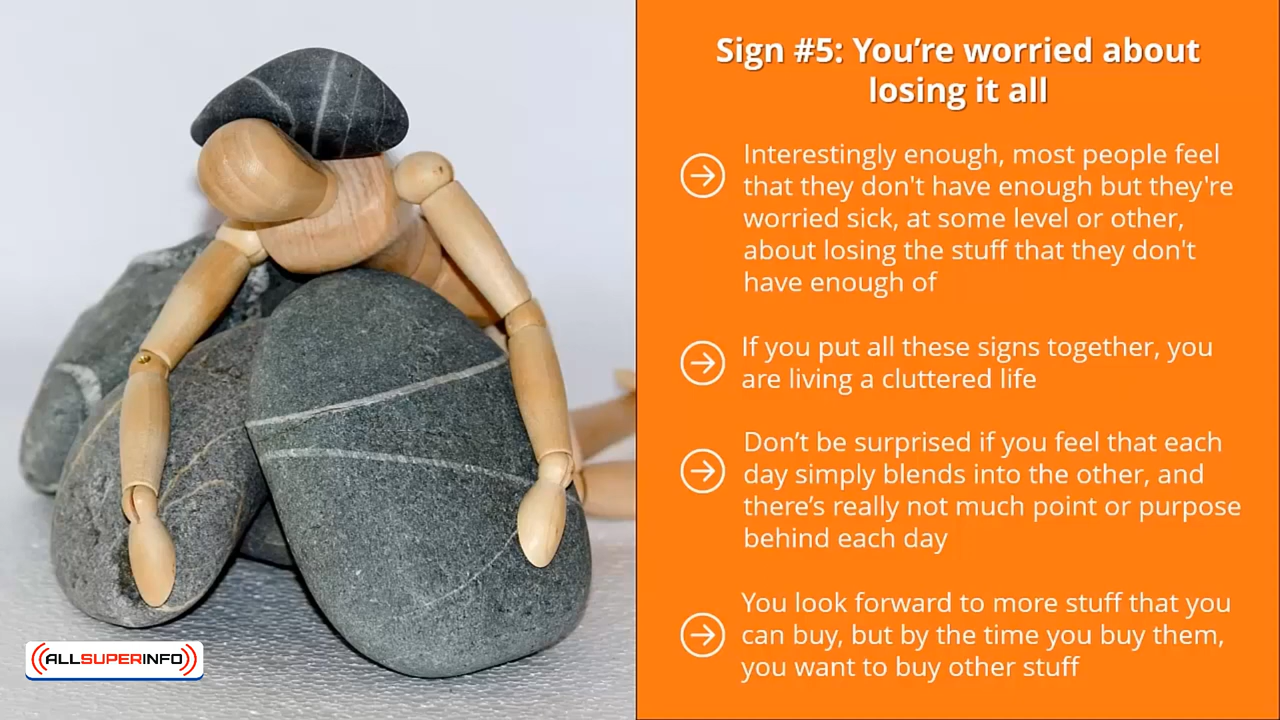 Sign #5: You’re worried about
losing it all
Interestingly enough, most people feel
that they don't have enough but they're
worried sick, at some level or other,
about losing the stuff that they don't
have enough of
If you put all these signs together, you
are living a cluttered life
Don’t be surprised if you feel that each
day simply blends into the other, and
there’s really not much point or purpose
behind each day
You look forward to more stuff that you
can buy, but by the time you buy them,
you want to buy other stuff
ALLSUPERINFO